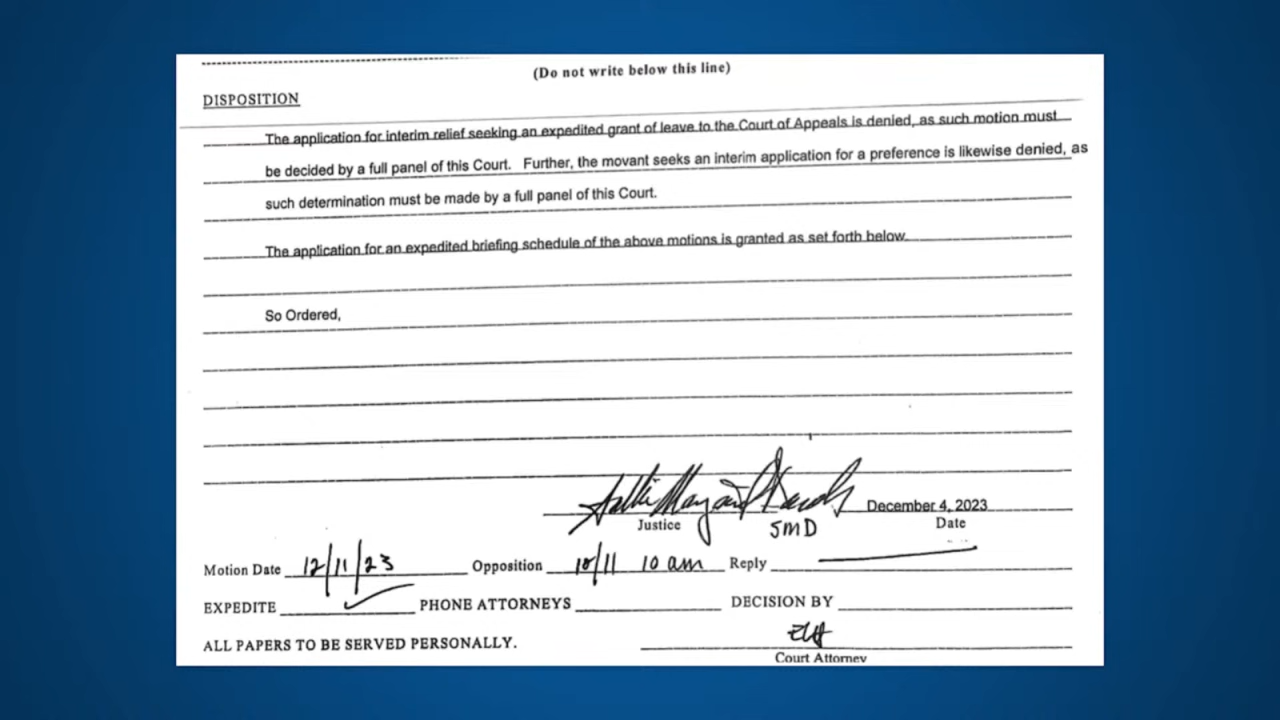 (Do not write below this line)
DISPOSITION
The application for interim relief seeking an expedited grant of leave to the Court of Appeals is denied, as such motion must
be decided by a full panel of this Court. Further, the movant seeks an interim application for a preference is likewise denied, as
such determination must be made by a full panel of this Court.
The application for an expedited briefing schedule of the above motions is granted as set forth below.
So Ordered,
December 4, 2023
Justice SMD Date
Motion Date 12/11/23 Opposition 10/11 10 am Reply
EXPEDITE ✓ PHONE ATTORNEYS DECISION BY
ALL PAPERS TO BE SERVED PERSONALLY.
Court Attorney